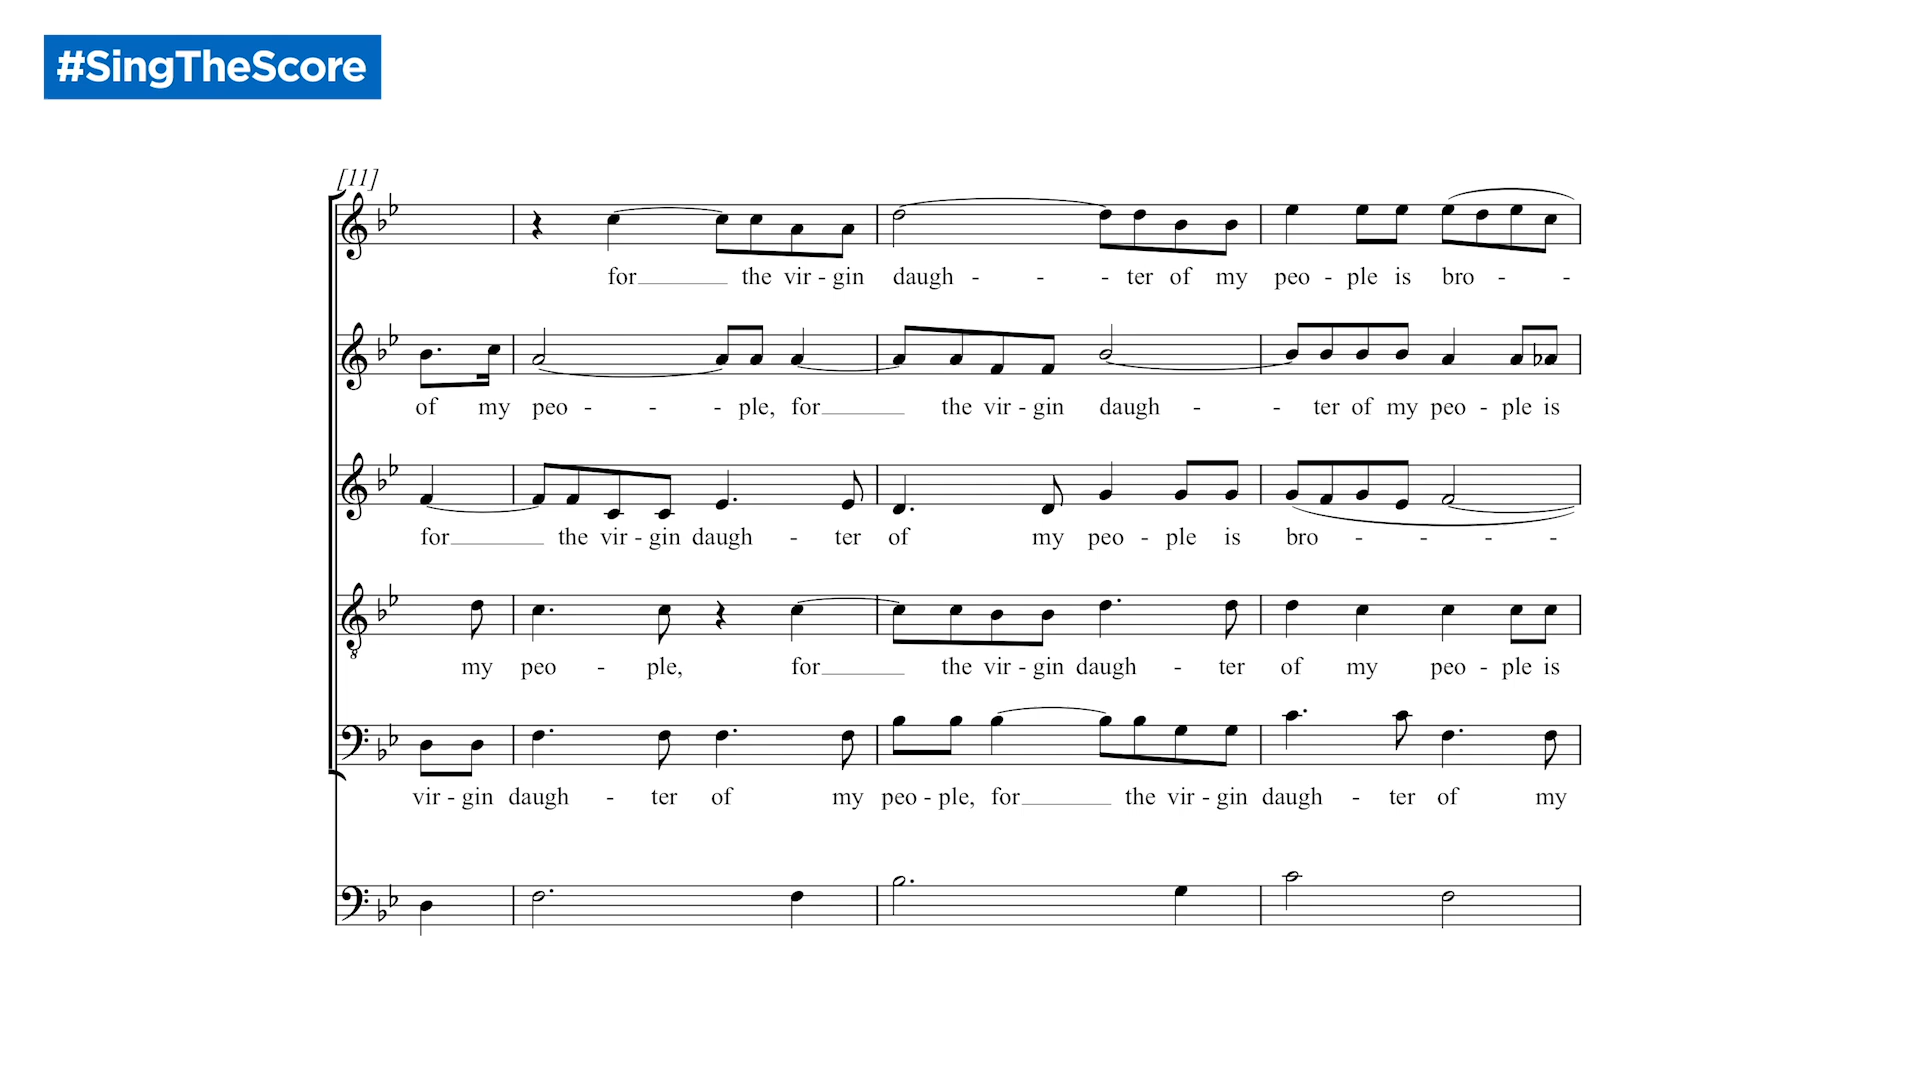 #SingTheScore
[11]
for the vir - gin daugh - - - ter of my peo - ple is bro - -
of my peo - - - ple, for the vir - gin daugh - - ter of my peo - ple is
for the vir - gin daugh - ter of my peo - ple is bro - - - -
my peo - ple, for the vir - gin daugh - ter of my peo - ple is
vir - gin daugh - ter of my peo - ple, for the vir - gin daugh - ter of my